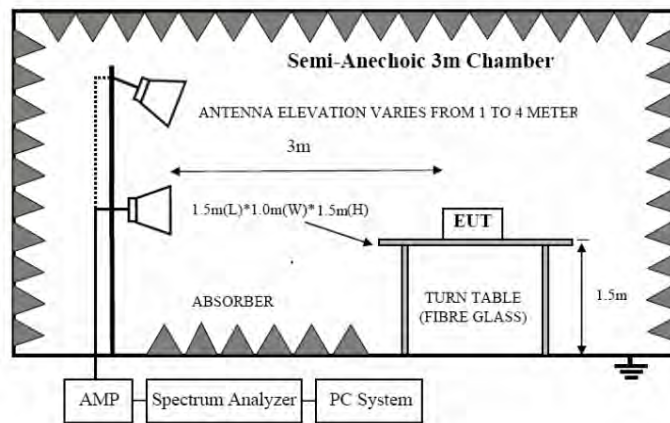 Semi-Anechoic 3m Chamber
ANTENNA ELEVATION VARIES FROM 1 TO 4 METER
3m
1.5m(L)*1.0m(W)*1.5m(H)
EUT
ABSORBER
TURN TABLE
(FIBRE GLASS)
1.5m
AMP
Spectrum Analyzer
PC System